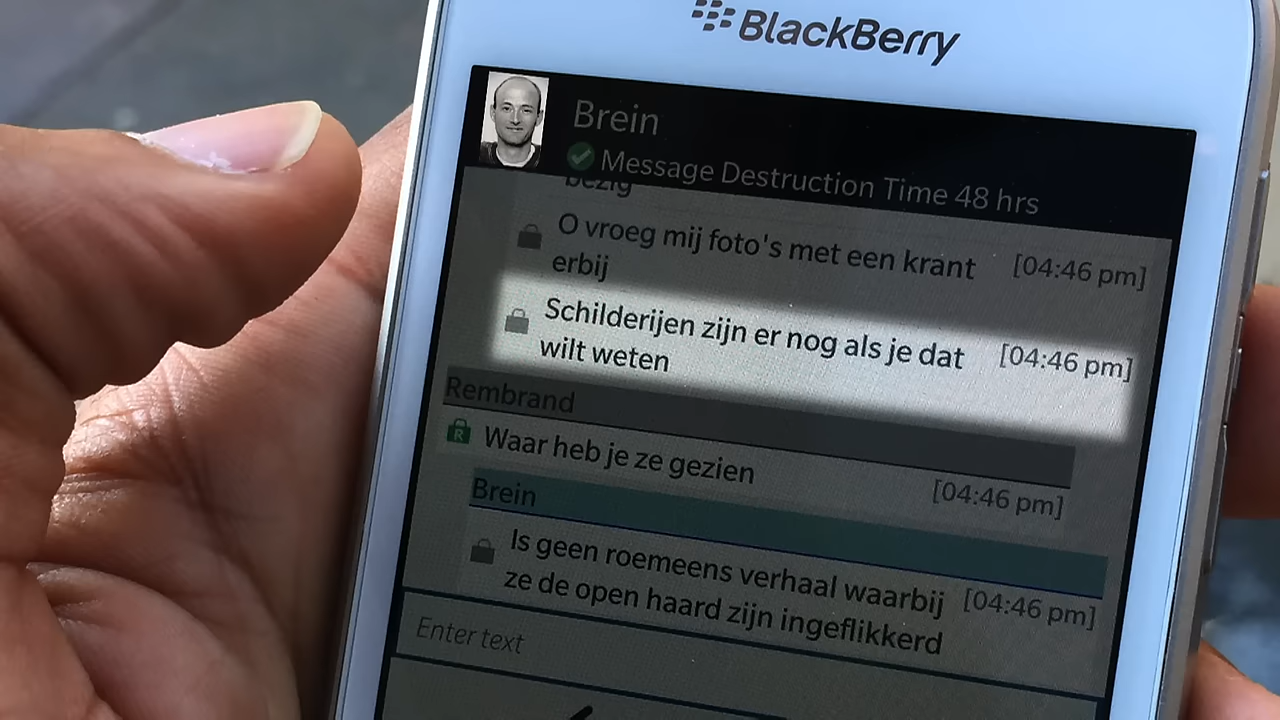 BlackBerry
Brein
Message Destruction Time 48 hrs
bezig
O vroeg mij foto's met een krant [04:46 pm]
erbij
Schilderijen zijn er nog als je dat [04:46 pm]
wilt weten
Rembrand
R
Waar heb je ze gezien
[04:46 pm]
Brein
Is geen roemeens verhaal waarbij [04:46 pm]
ze de open haard zijn ingeflikkerd
Enter text